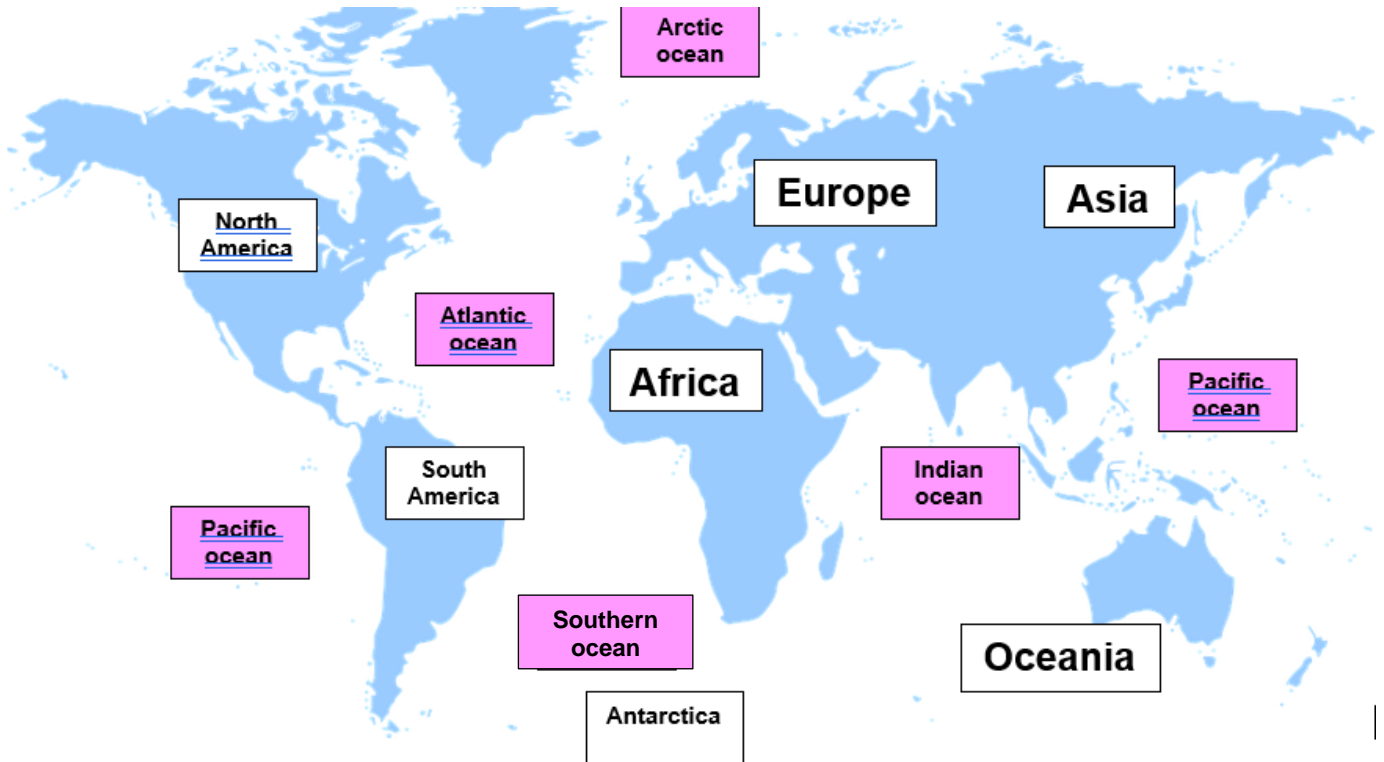 Arctic
ocean
Europe
Asia
North
America
Atlantic
ocean
Africa
Pacific
ocean
South
America
Indian
ocean
Pacific
ocean
Southern
ocean
Oceania
Antarctica